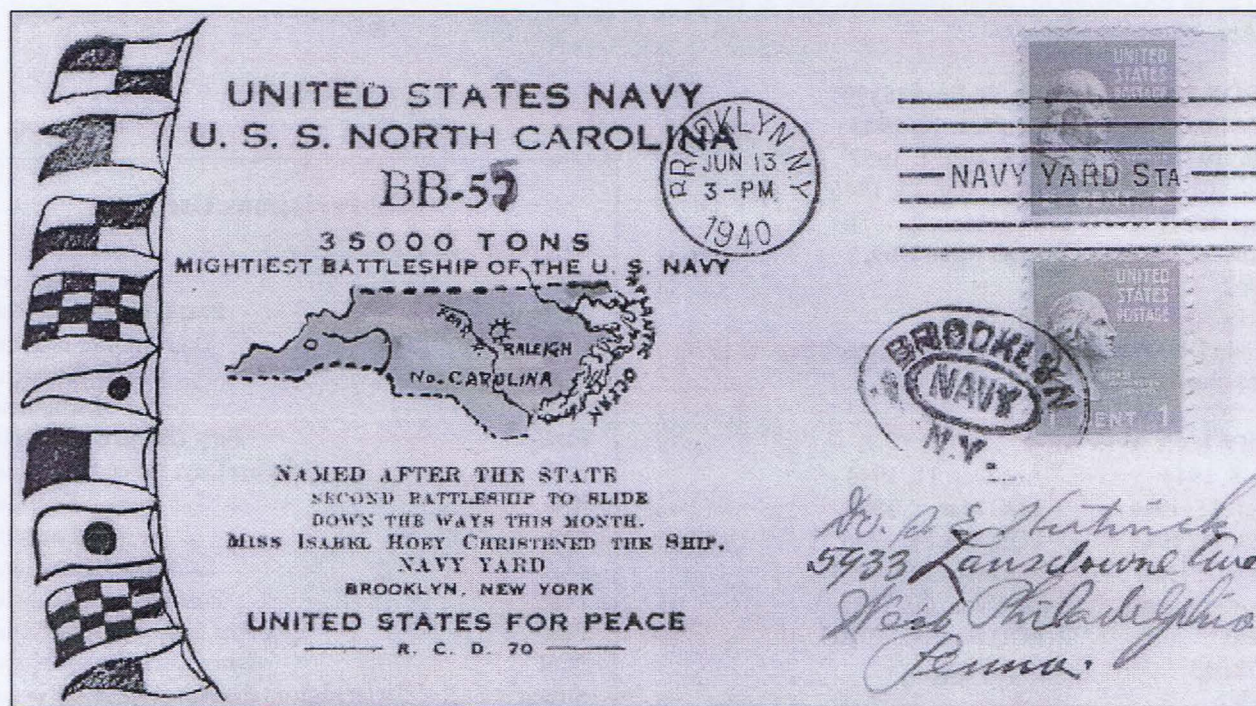 UNITED STATES NAVY
U. S. S. NORTH CAROLINA
BB-55
35000 TONS
MIGHTIEST BATTLESHIP OF THE U. S. NAVY
RALEIGH
No. CAROLINA
ATLANTIC OCEAN
NAMED AFTER THE STATE
SECOND BATTLESHIP TO SLIDE
DOWN THE WAYS THIS MONTH.
MISS ISABEL HOEY CHRISTENED THE SHIP.
NAVY YARD
BROOKLYN, NEW YORK
UNITED STATES FOR PEACE
R. C. D. 70
BROOKLYN NY
JUN 13
3-PM
1940
NAVY YARD STA
UNITED
STATES
POSTAGE
UNITED
STATES
POSTAGE
1 CENT 1
BROOKLYN
NAVY
N.Y.
5933 Lansdowne Ave
West Philadelphia
Penna.